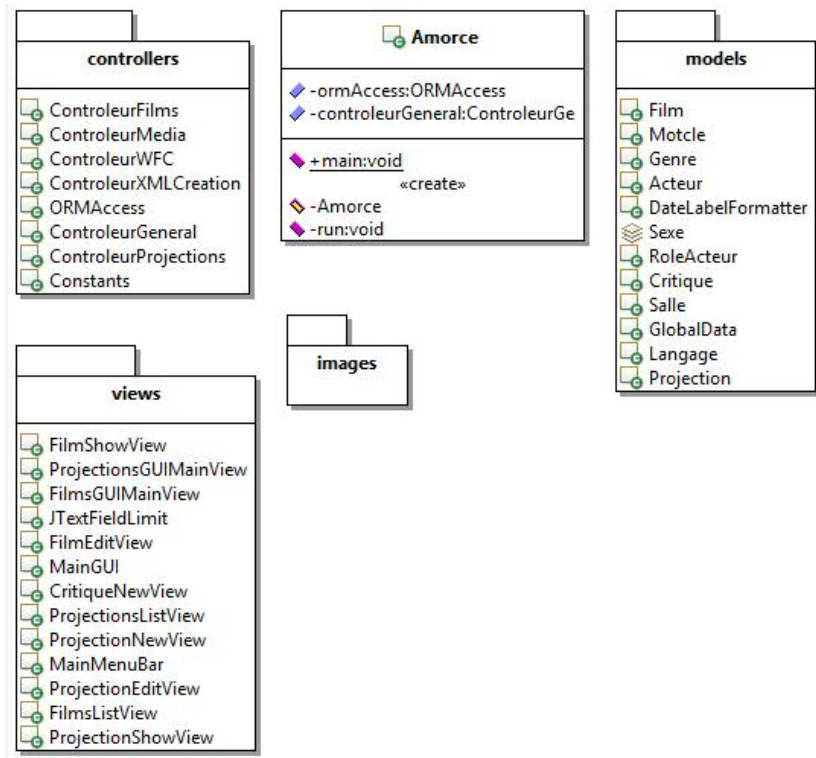 controllers
ControleurFilms
ControleurMedia
ControleurWFC
ControleurXMLCreation
ORMAccess
ControleurGeneral
ControleurProjections
Constants
Amorce
-ormAccess:ORMAccess
-controleurGeneral:ControleurGe
+main:void
«create»
-Amorce
-run:void
models
Film
Motcle
Genre
Acteur
DateLabelFormatter
Sexe
RoleActeur
Critique
Salle
GlobalData
Langage
Projection
views
FilmShowView
ProjectionsGUIMainView
FilmsGUIMainView
JTextFieldLimit
FilmEditView
MainGUI
CritiqueNewView
ProjectionsListView
ProjectionNewView
MainMenuBar
ProjectionEditView
FilmsListView
ProjectionShowView
images